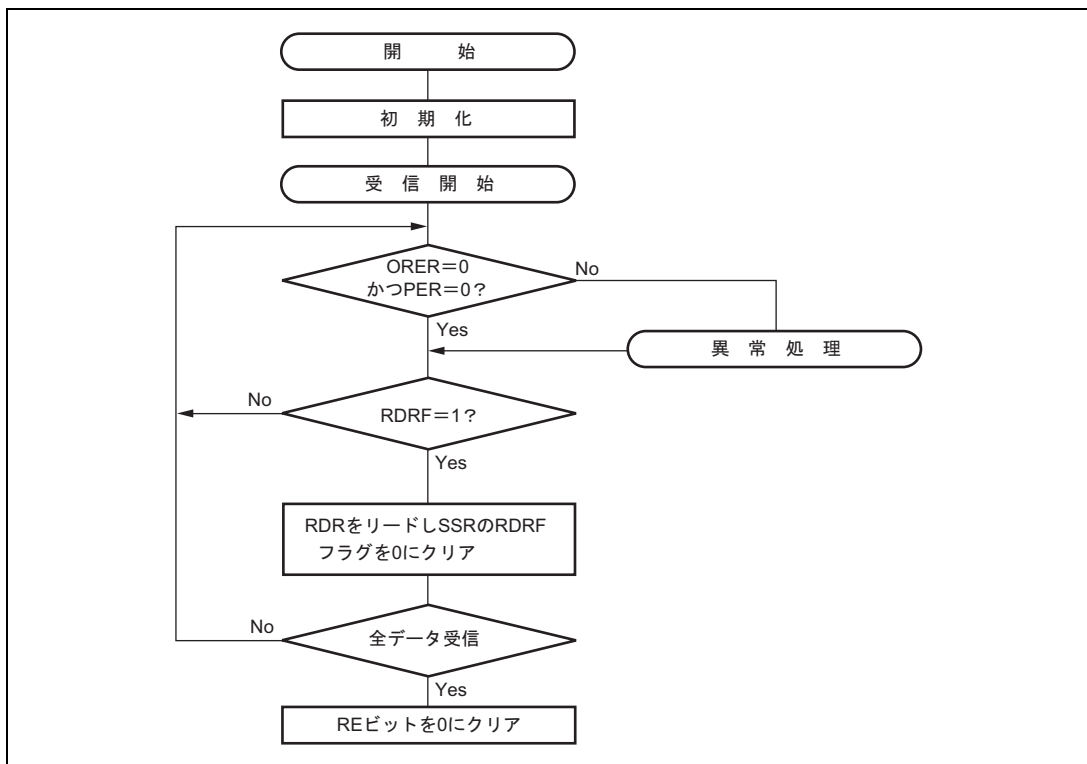 開 始
初 期 化
受 信 開 始
ORER＝0
かつPER＝0？
No
Yes
異 常 処 理
No
RDRF＝1？
Yes
RDRをリードしSSRのRDRF
フラグを0にクリア
No
全データ受信
Yes
REビットを0にクリア